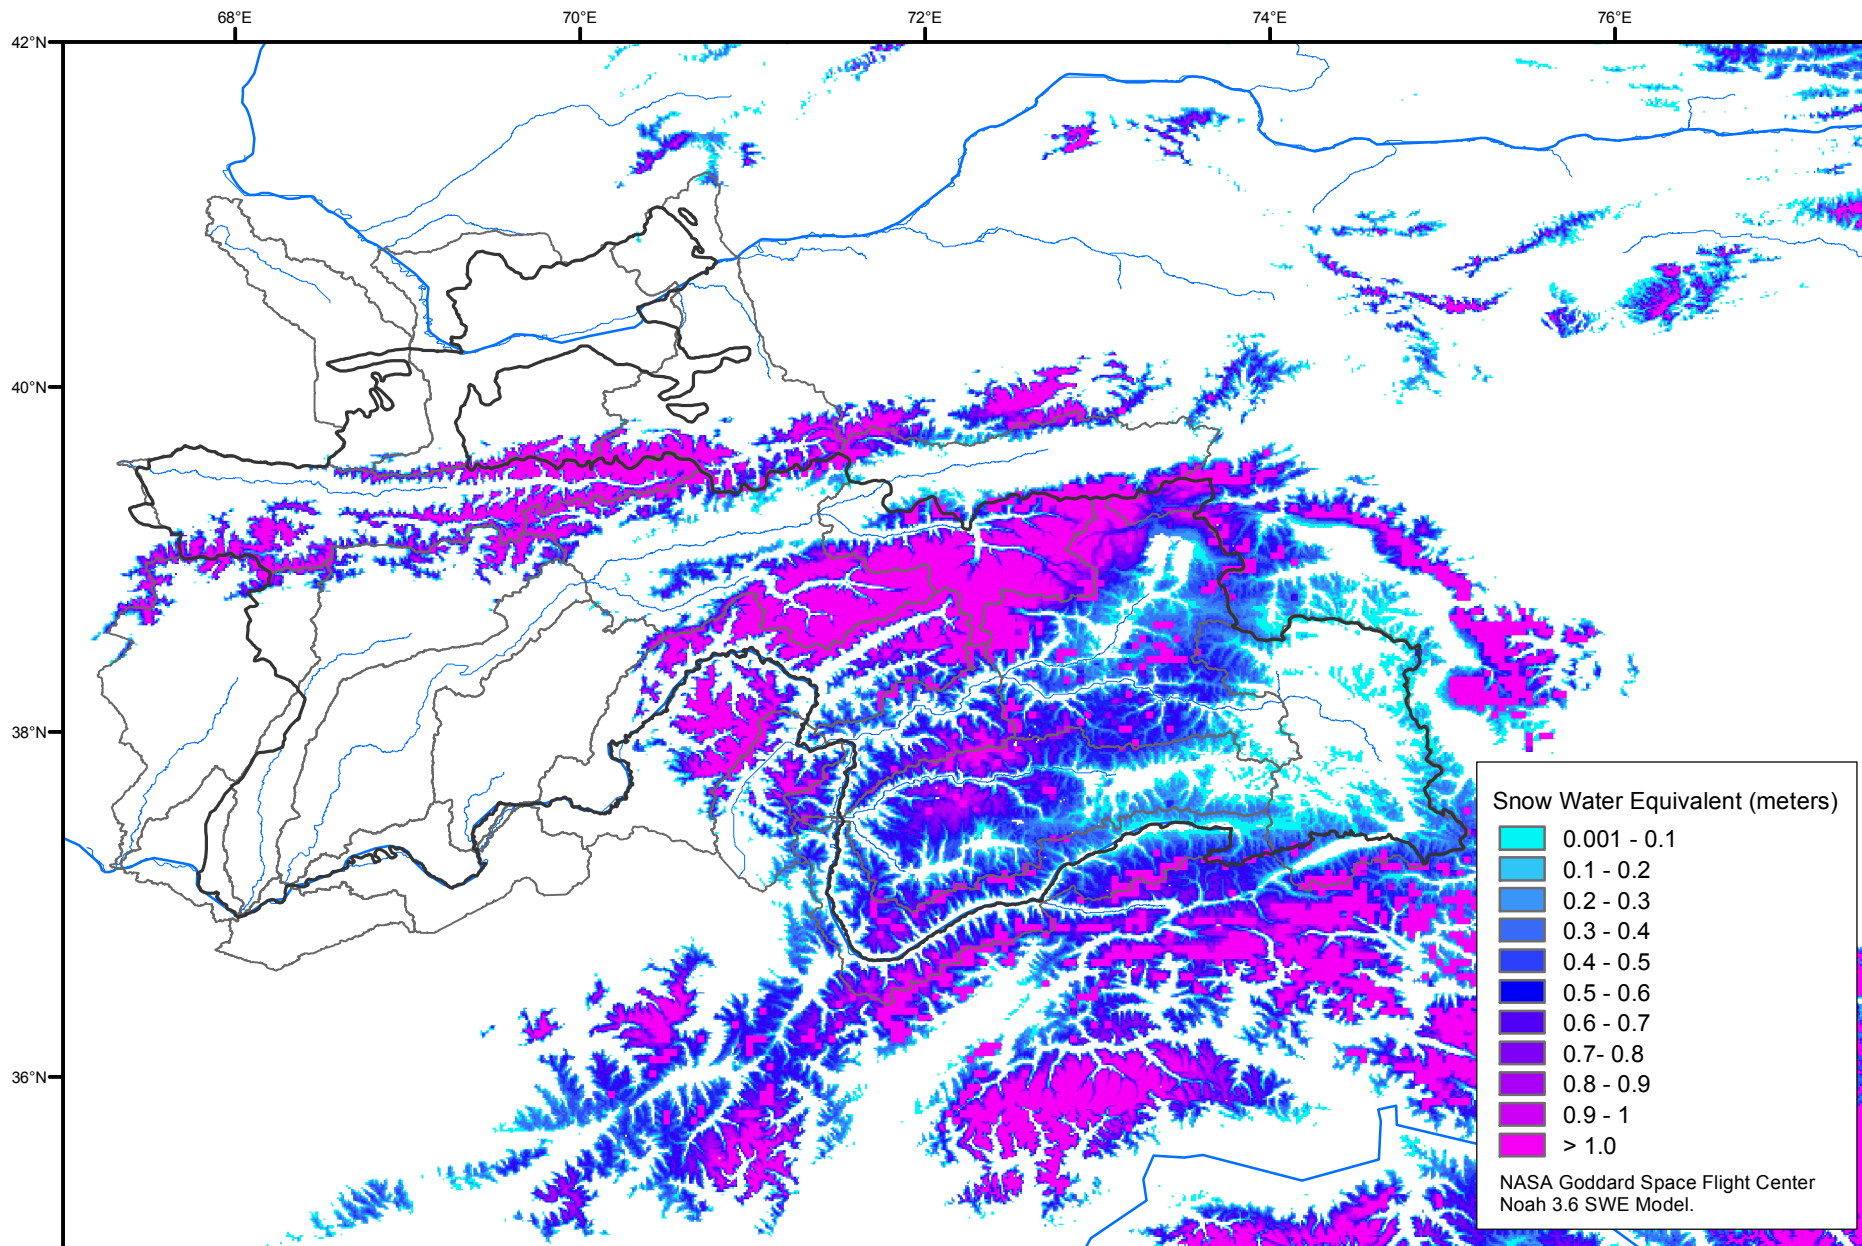 68°E
70°E
72°E
74°E
76°E
42°N
40°N
38°N
36°N
Snow Water Equivalent (meters)
0.001 - 0.1
0.1 - 0.2
0.2 - 0.3
0.3 - 0.4
0.4 - 0.5
0.5 - 0.6
0.6 - 0.7
0.7- 0.8
0.8 - 0.9
0.9 - 1
> 1.0
NASA Goddard Space Flight Center
Noah 3.6 SWE Model.